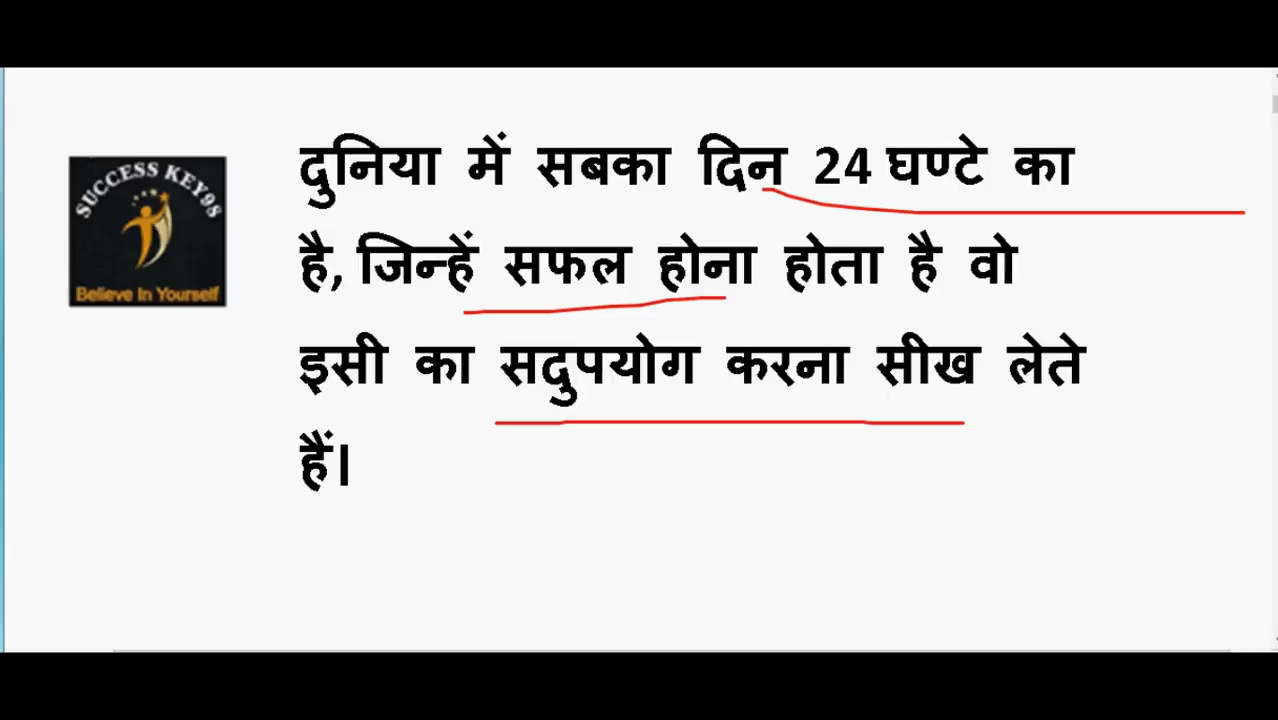 SUCCESS KEY98
Believe In Yourself
दुनिया में सबका दिन 24 घण्टे का
है, जिन्हें सफल होना होता है वो
इसी का सदुपयोग करना सीख लेते
हैं।